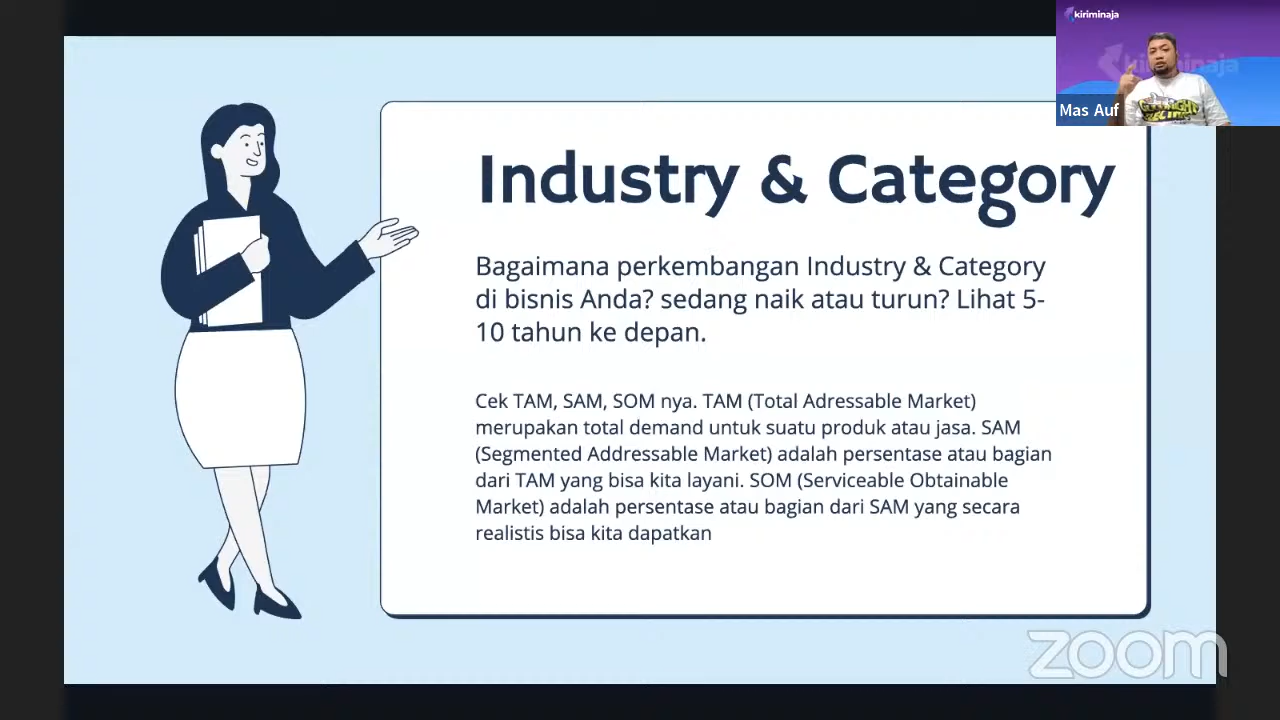 kiriminaja
kiriminaja
Mas Auf
Industry & Category
Bagaimana perkembangan Industry & Category
di bisnis Anda? sedang naik atau turun? Lihat 5-
10 tahun ke depan.
Cek TAM, SAM, SOM nya. TAM (Total Adressable Market)
merupakan total demand untuk suatu produk atau jasa. SAM
(Segmented Addressable Market) adalah persentase atau bagian
dari TAM yang bisa kita layani. SOM (Serviceable Obtainable
Market) adalah persentase atau bagian dari SAM yang secara
realistis bisa kita dapatkan
zoom